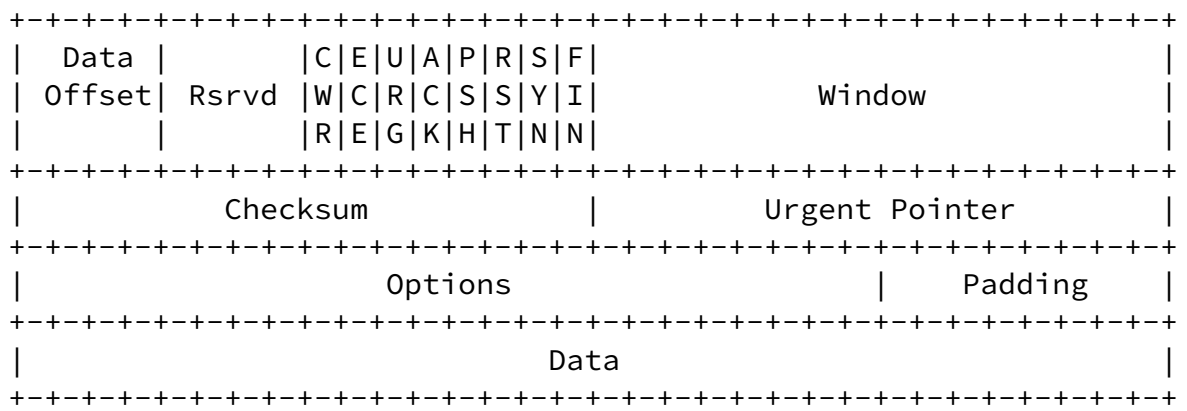 +-+-+-+-+-+-+-+-+-+-+-+-+-+-+-+-+-+-+-+-+-+-+-+-+-+-+-+-+-+-+-+-+
|  Data |       |C|E|U|A|P|R|S|F|                               |
| Offset| Rsrvd |W|C|R|C|S|S|Y|I|            Window             |
|       |       |R|E|G|K|H|T|N|N|                               |
+-+-+-+-+-+-+-+-+-+-+-+-+-+-+-+-+-+-+-+-+-+-+-+-+-+-+-+-+-+-+-+-+
|           Checksum            |         Urgent Pointer        |
+-+-+-+-+-+-+-+-+-+-+-+-+-+-+-+-+-+-+-+-+-+-+-+-+-+-+-+-+-+-+-+-+
|                    Options                    |    Padding    |
+-+-+-+-+-+-+-+-+-+-+-+-+-+-+-+-+-+-+-+-+-+-+-+-+-+-+-+-+-+-+-+-+
|                             Data                              |
+-+-+-+-+-+-+-+-+-+-+-+-+-+-+-+-+-+-+-+-+-+-+-+-+-+-+-+-+-+-+-+-+